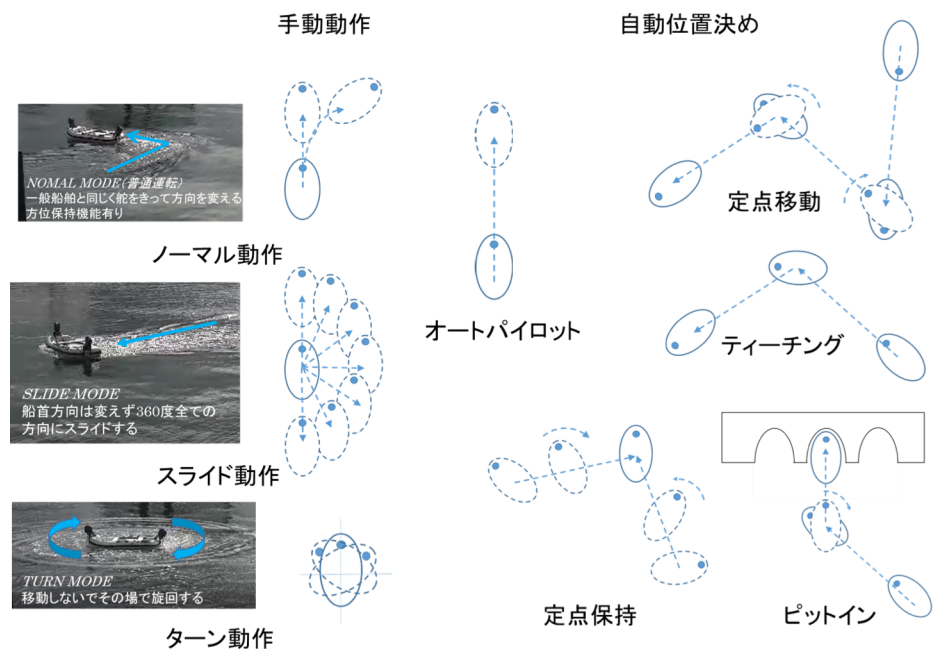 手動動作
自動位置決め
NOMAL MODE（普通運転）
一般船舶と同じく舵をきって方向を変える
方位保持機能有り
ノーマル動作
SLIDE MODE
船首方向は変えず360度全ての
方向にスライドする
スライド動作
TURN MODE
移動しないでその場で旋回する
ターン動作
オートパイロット
定点移動
ティーチング
定点保持
ピットイン